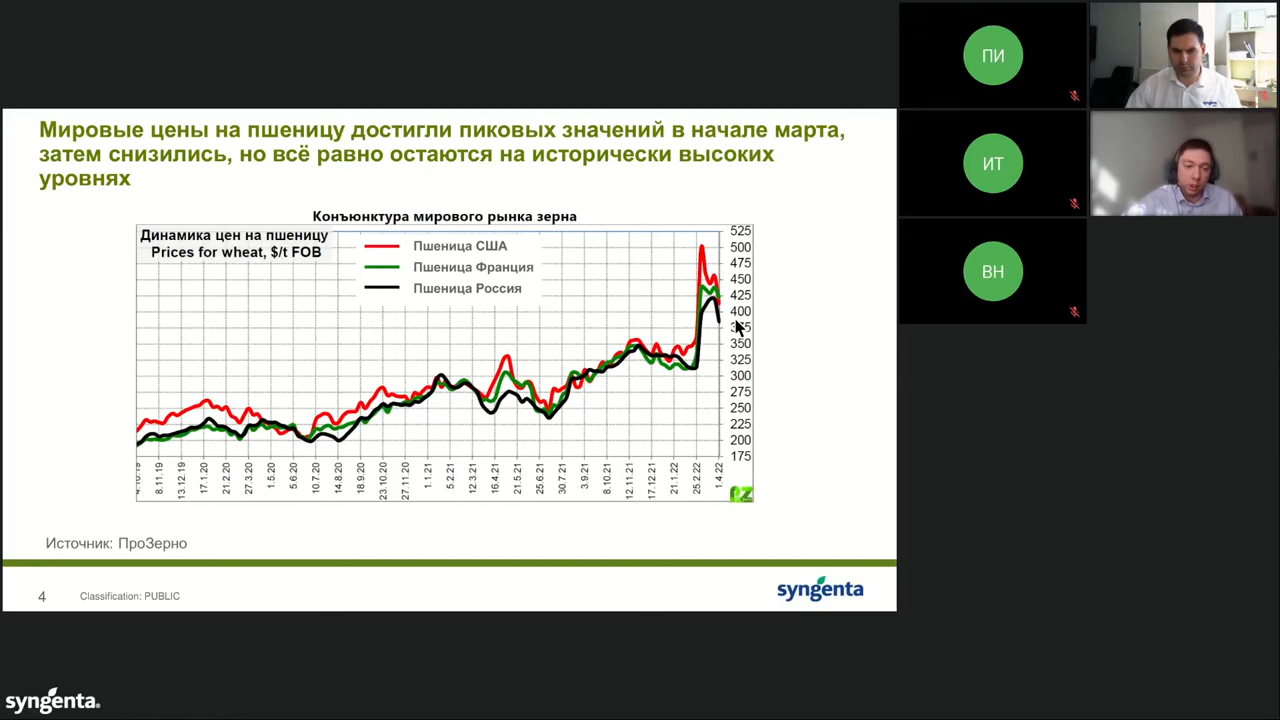 Мировые цены на пшеницу достигли пиковых значений в начале марта,
затем снизились, но всё равно остаются на исторически высоких
уровнях
Конъюнктура мирового рынка зерна
Динамика цен на пшеницу
Prices for wheat, $/t FOB
Пшеница США
Пшеница Франция
Пшеница Россия
525
500
475
450
425
400
350
325
300
275
250
225
200
175
8.11.19
13.12.19
17.1.20
21.2.20
27.3.20
1.5.20
5.6.20
10.7.20
14.8.20
18.9.20
23.10.20
27.11.20
1.1.21
5.2.21
12.3.21
16.4.21
21.5.21
25.6.21
30.7.21
3.9.21
8.10.21
12.11.21
17.12.21
21.1.22
25.2.22
1.4.22
Источник: ПроЗерно
4
Classification: PUBLIC
syngenta
ПИ
syngenta
ИТ
ВН
syngenta